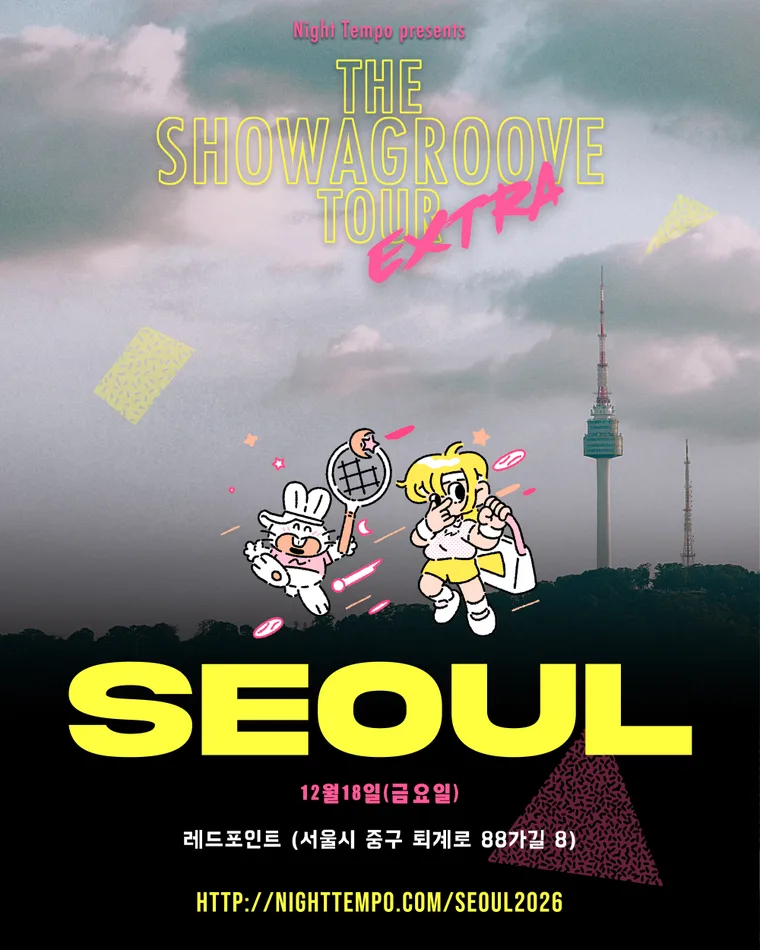 Night Tempo presents
THE
SHOWAGROOVE
TOUR
EXTRA
SEOUL
12월18일(금요일)
레드포인트 (서울시 중구 퇴계로 88가길 8)
HTTP://NIGHTTEMPO.COM/SEOUL2026